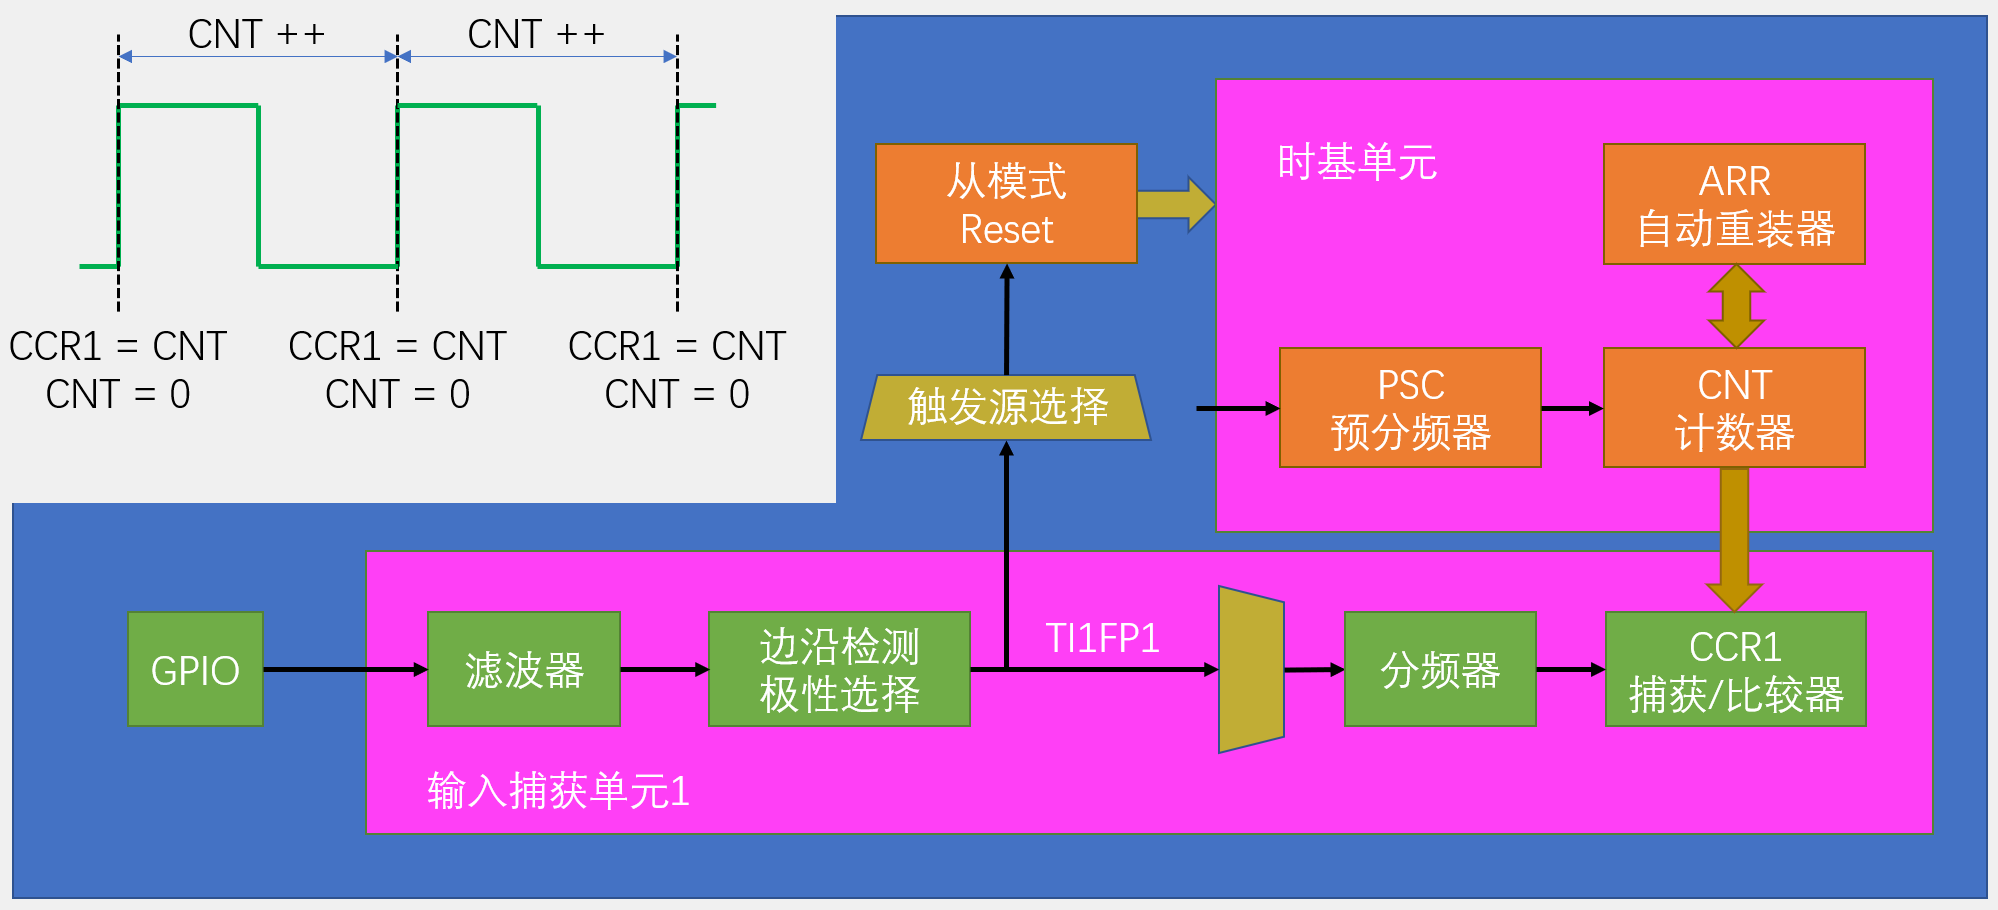 CNT ++
CNT ++
CCR1 = CNT
CNT = 0
CCR1 = CNT
CNT = 0
CCR1 = CNT
CNT = 0
从模式
Reset
时基单元
ARR
自动重装器
触发源选择
PSC
预分频器
CNT
计数器
GPIO
滤波器
边沿检测
极性选择
TI1FP1
分频器
CCR1
捕获/比较器
输入捕获单元1